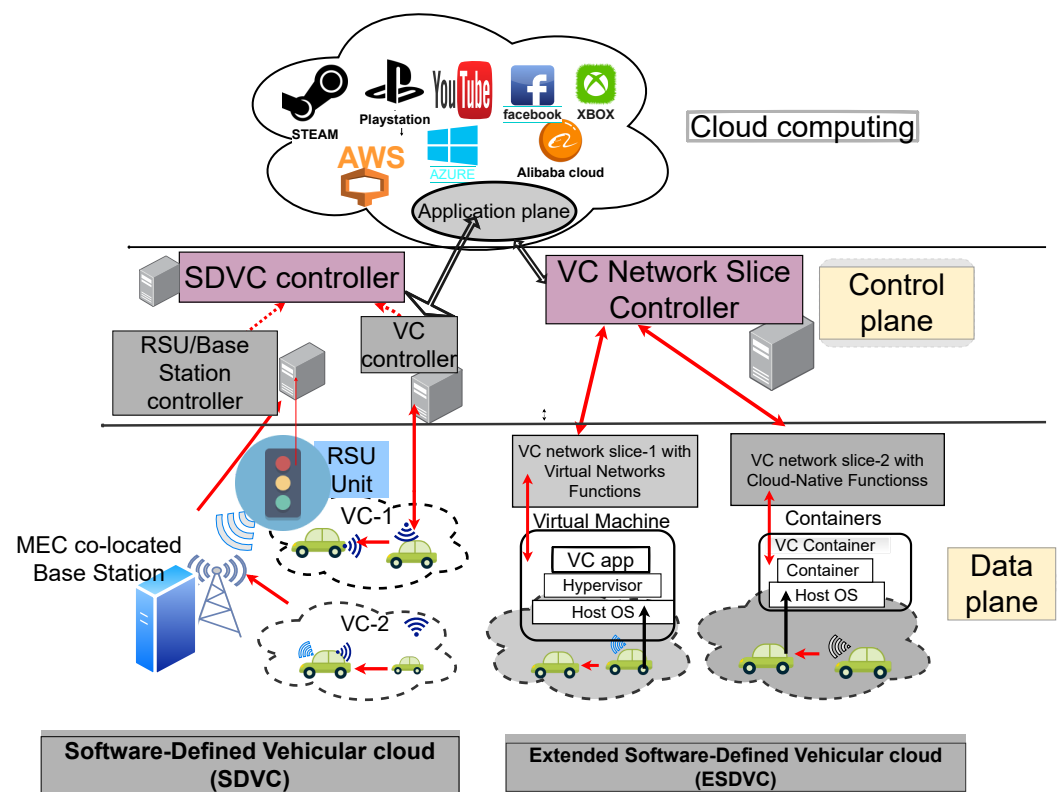 YouTube
STEAM
Playstation
facebook
XBOX
AWS
AZURE
Alibaba cloud
Application plane
Cloud computing
SDVC controller
VC Network Slice
Controller
Control
plane
RSU/Base
Station
controller
VC
controller
RSU
Unit
VC network slice-1 with
Virtual Networks
Functions
VC network slice-2 with
Cloud-Native Functionss
VC-1
MEC co-located
Base Station
Virtual Machine
VC app
Hypervisor
Host OS
Containers
VC Container
Container
Host OS
Data
plane
VC-2
Software-Defined Vehicular cloud
(SDVC)
Extended Software-Defined Vehicular cloud
(ESDVC)